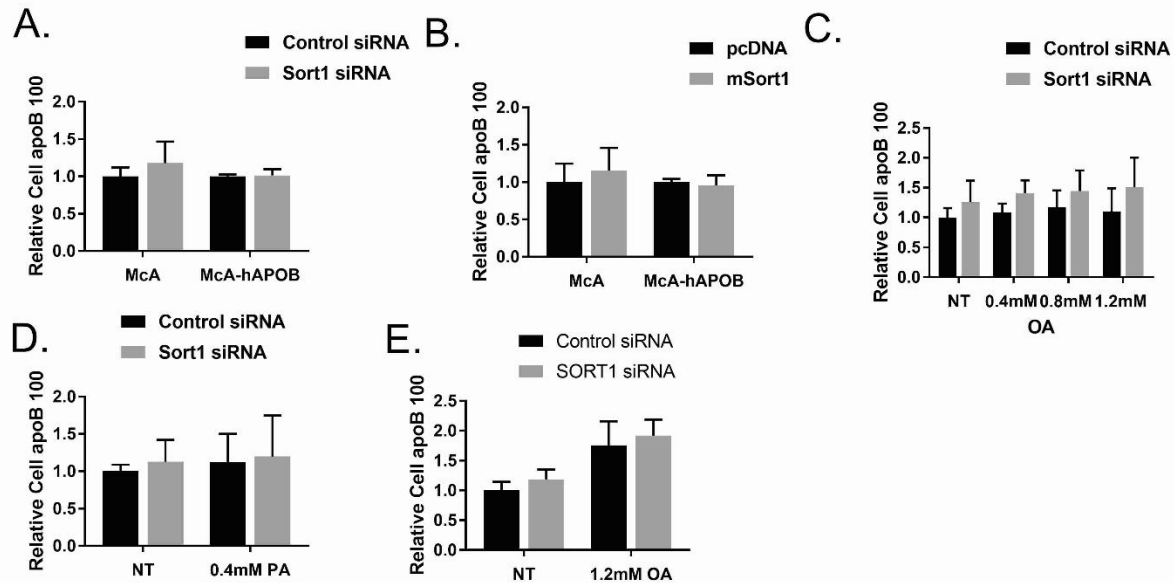 A.
Control siRNA
Sort1 siRNA
Relative Cell apoB 100
2.0
1.5
1.0
0.5
0.0
McA McA-hAPOB
B.
pcDNA
mSort1
Relative Cell apoB 100
2.0
1.5
1.0
0.5
0.0
McA McA-hAPOB
C.
Control siRNA
Sort1 siRNA
Relative Cell apoB 100
2.5
2.0
1.5
1.0
0.5
0.0
NT 0.4mM 0.8mM 1.2mM
OA
D.
Control siRNA
Sort1 siRNA
Relative Cell apoB 100
2.0
1.5
1.0
0.5
0.0
NT 0.4mM PA
E.
Control siRNA
SORT1 siRNA
Relative Cell apoB 100
2.5
2.0
1.5
1.0
0.5
0.0
NT 1.2mM OA